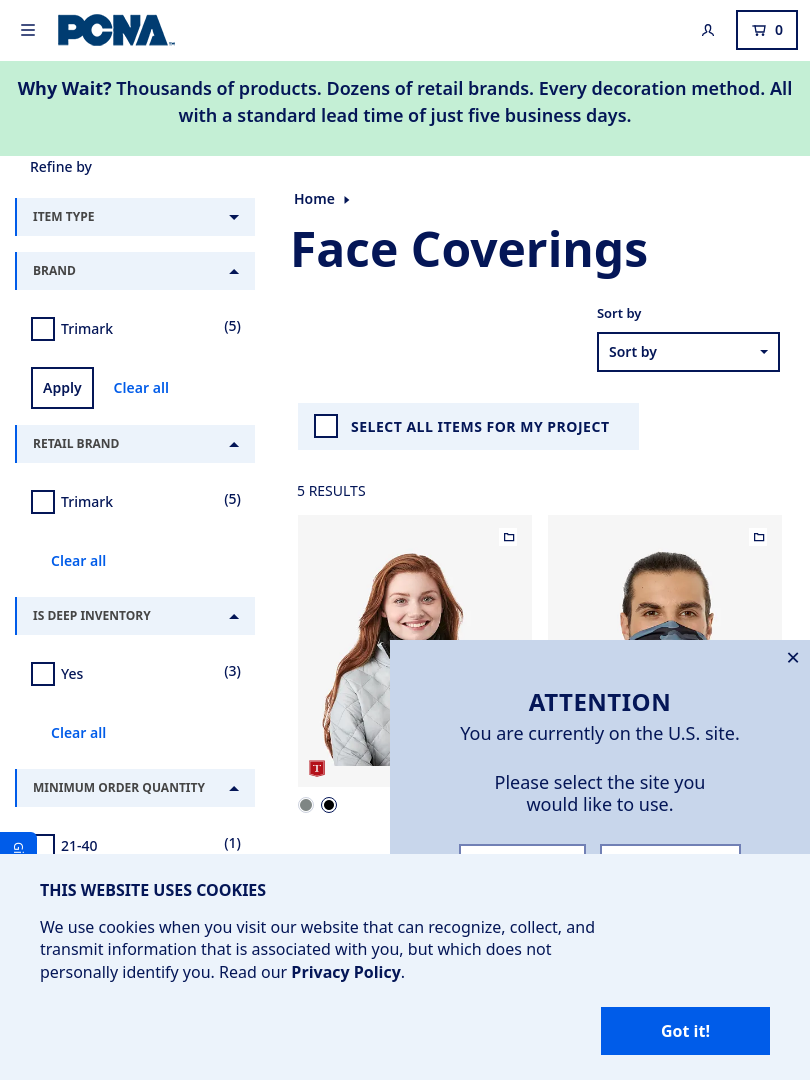 PCNA
0
Why Wait? Thousands of products. Dozens of retail brands. Every decoration method. All
with a standard lead time of just five business days.
Refine by
ITEM TYPE
BRAND
Trimark
(5)
Apply
Clear all
RETAIL BRAND
Trimark
(5)
Clear all
IS DEEP INVENTORY
Yes
(3)
Clear all
MINIMUM ORDER QUANTITY
21-40
(1)
Home
Face Coverings
Sort by
Sort by
SELECT ALL ITEMS FOR MY PROJECT
5 RESULTS
T
ATTENTION
You are currently on the U.S. site.
Please select the site you
would like to use.
THIS WEBSITE USES COOKIES
We use cookies when you visit our website that can recognize, collect, and
transmit information that is associated with you, but which does not
personally identify you. Read our Privacy Policy.
Got it!